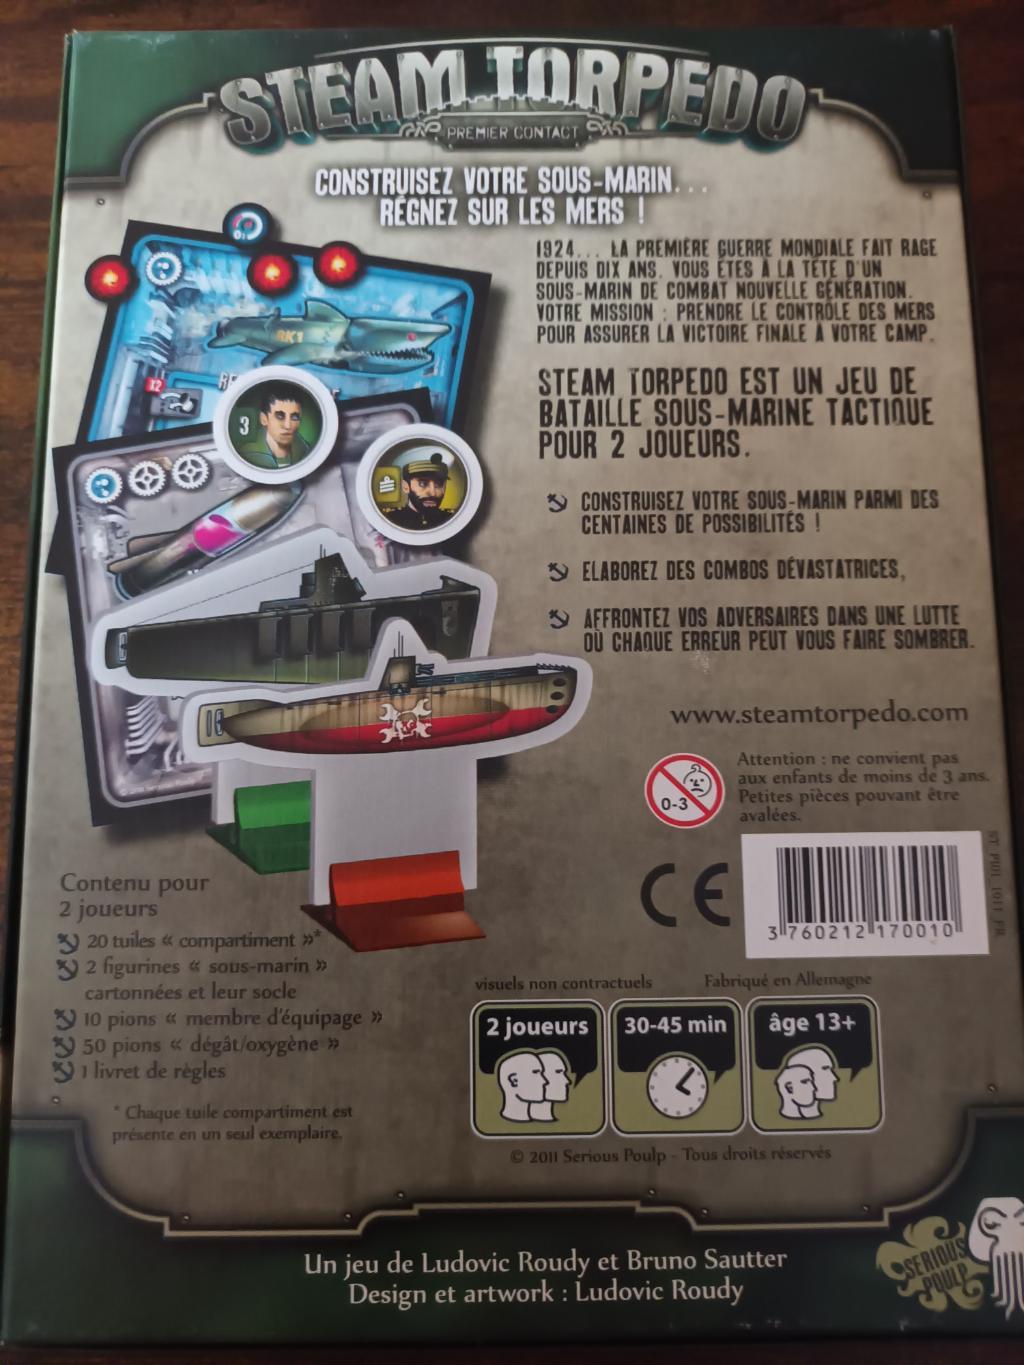 STEAM TORPEDO
PREMIER CONTACT
CONSTRUISEZ VOTRE SOUS-MARIN...
RÉGNEZ SUR LES MERS !
1924... LA PREMIÈRE GUERRE MONDIALE FAIT RAGE
DEPUIS DIX ANS. VOUS ÊTES À LA TÊTE D'UN
SOUS-MARIN DE COMBAT NOUVELLE GÉNÉRATION.
VOTRE MISSION : PRENDRE LE CONTRÔLE DES MERS
POUR ASSURER LA VICTOIRE FINALE À VOTRE CAMP.
STEAM TORPEDO EST UN JEU DE
BATAILLE SOUS-MARINE TACTIQUE
POUR 2 JOUEURS.
CONSTRUISEZ VOTRE SOUS-MARIN PARMI DES
CENTAINES DE POSSIBILITÉS !
ELABOREZ DES COMBOS DÉVASTATRICES,
AFFRONTEZ VOS ADVERSAIRES DANS UNE LUTTE
OÙ CHAQUE ERREUR PEUT VOUS FAIRE SOMBRER.
RK1
X2
3
www.steamtorpedo.com
0-3
Attention : ne convient pas
aux enfants de moins de 3 ans.
Petites pièces pouvant être
avalées.
CE
ST PW01 1011 FR
3 760212 170010
Contenu pour
2 joueurs
20 tuiles « compartiment »*
2 figurines « sous-marin »
cartonnées et leur socle
10 pions « membre d'équipage »
50 pions « dégât/oxygène »
1 livret de règles
* Chaque tuile compartiment est
présente en un seul exemplaire.
visuels non contractuels
Fabriqué en Allemagne
2 joueurs
30-45 min
âge 13+
© 2011 Serious Poulp - Tous droits réservés
Un jeu de Ludovic Roudy et Bruno Sautter
Design et artwork : Ludovic Roudy
SERIOUS
POULP